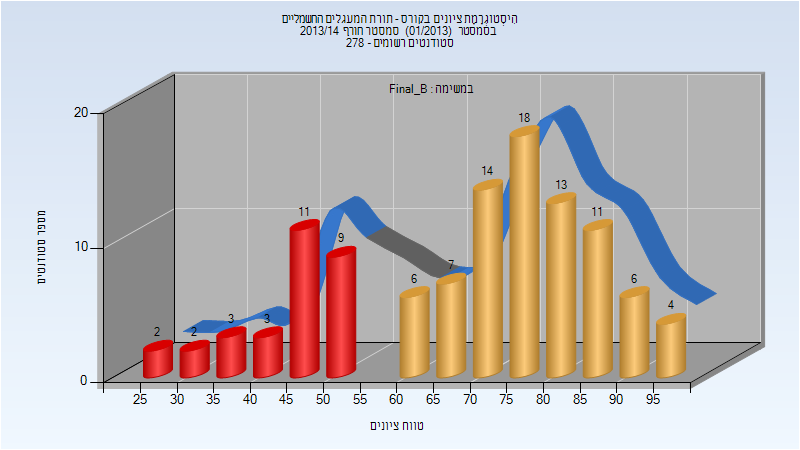 היסטוגרמת ציונים בקורס - תורת המעגלים החשמליים
בסמסטר (01/2013) סמסטר חורף 2013/14
סטודנטים רשומים - 278
במשימה : Final_B
מספר סטודנטים
20
10
0
2
2
3
3
11
9
6
7
14
18
13
11
6
4
25 30 35 40 45 50 55 60 65 70 75 80 85 90 95
טווח ציונים